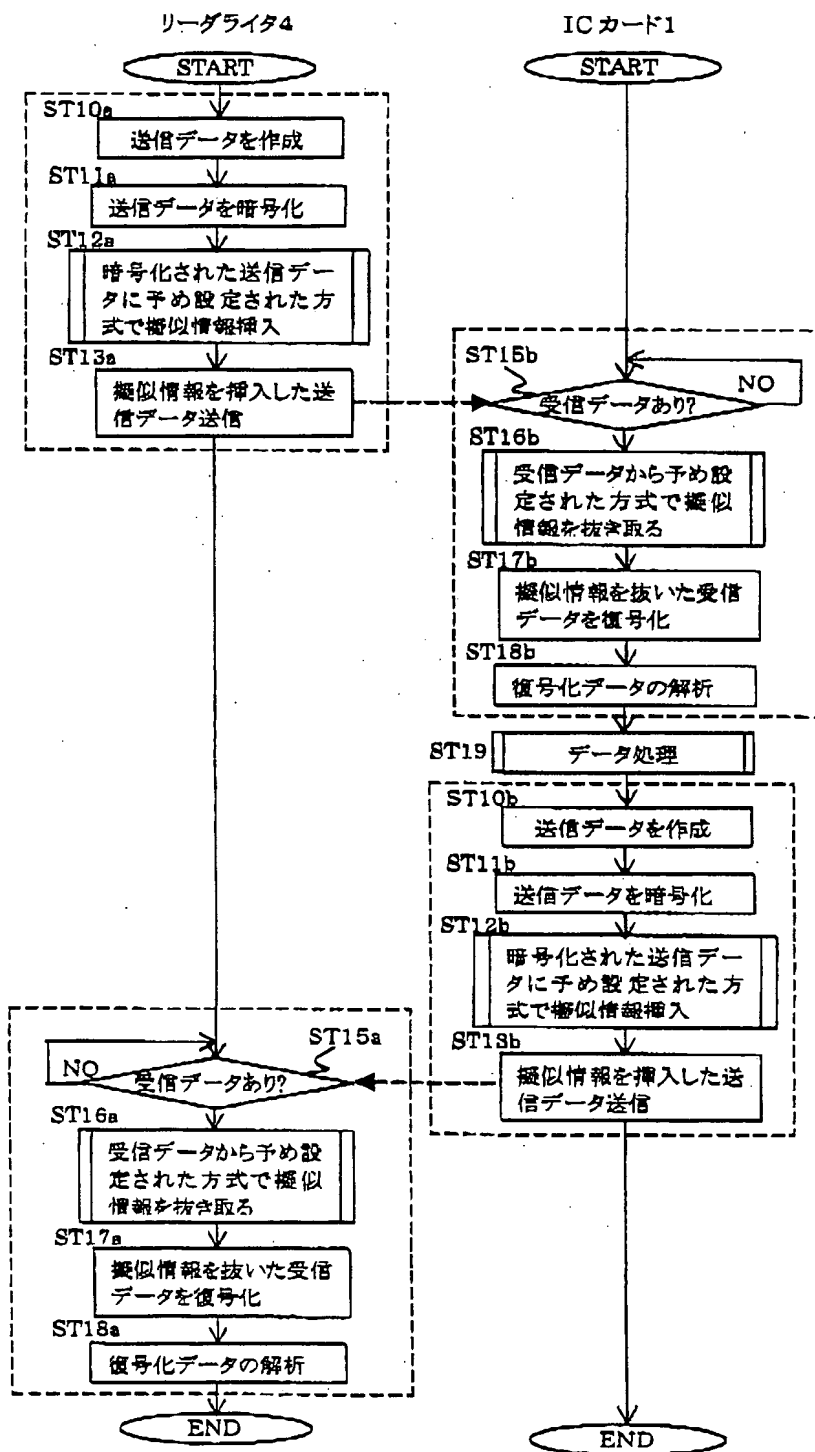 リーダライタ4
START
ST10a
送信データを作成
ST11a
送信データを暗号化
ST12a
暗号化された送信デー
タに予め設定された方
式で擬似情報挿入
ST13a
擬似情報を挿入した送
信データ送信
ICカード1
START
ST15b
受信データあり?
NO
ST16b
受信データから予め設
定された方式で擬似
情報を抜き取る
ST17b
擬似情報を抜いた受信
データを復号化
ST18b
復号化データの解析
ST19
データ処理
ST10b
送信データを作成
ST11b
送信データを暗号化
ST12b
暗号化された送信デー
タに予め設定された方
式で擬似情報挿入
ST13b
擬似情報を挿入した送
信データ送信
END
ST15a
NO
受信データあり?
ST16a
受信データから予め設
定された方式で擬似
情報を抜き取る
ST17a
擬似情報を抜いた受信
データを復号化
ST18a
復号化データの解析
END